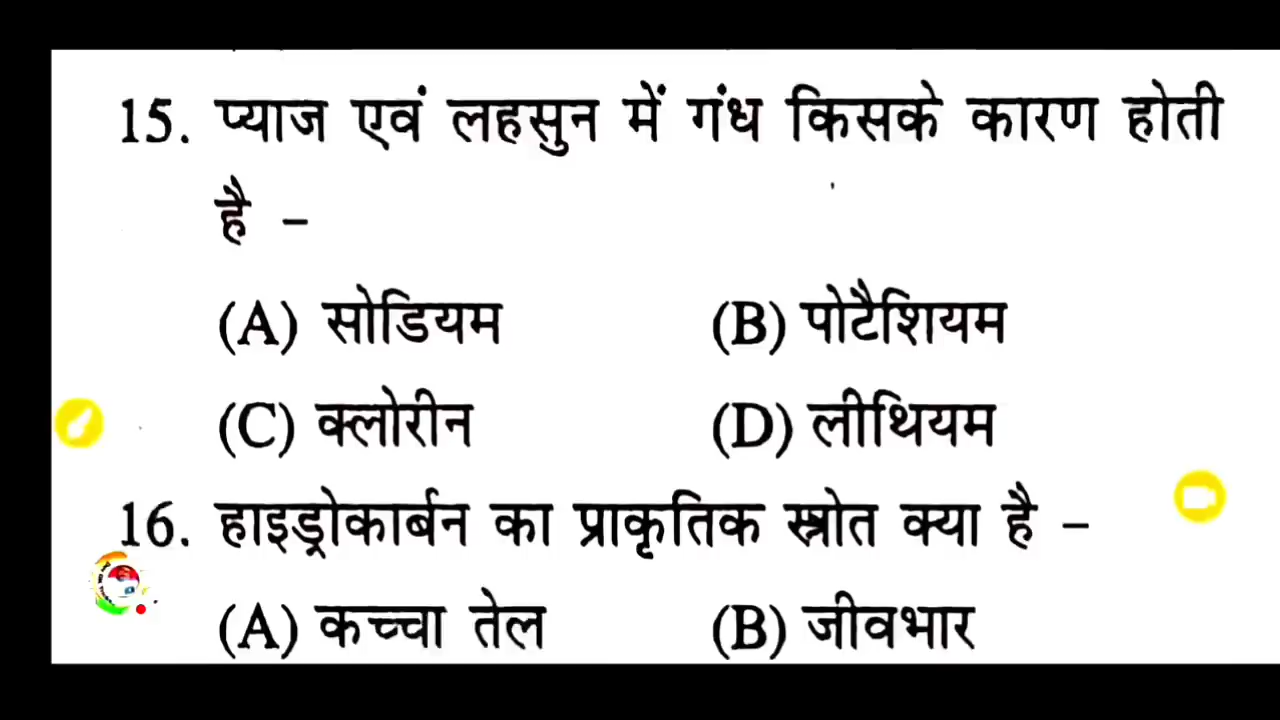 15. प्याज एवं लहसुन में गंध किसके कारण होती
है -
(A) सोडियम (B) पोटैशियम
(C) क्लोरीन (D) लीथियम
16. हाइड्रोकार्बन का प्राकृतिक स्रोत क्या है -
(A) कच्चा तेल (B) जीवभार